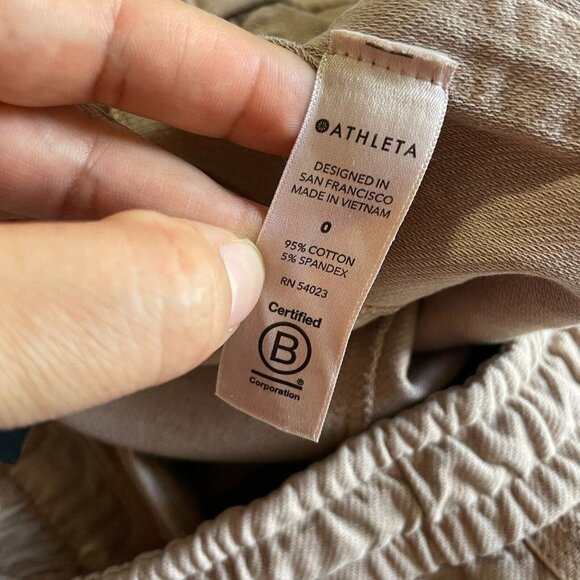 ATHLETA
DESIGNED IN
SAN FRANCISCO
MADE IN VIETNAM
0
95% COTTON
5% SPANDEX
RN 54023
Certified
B
®
Corporation